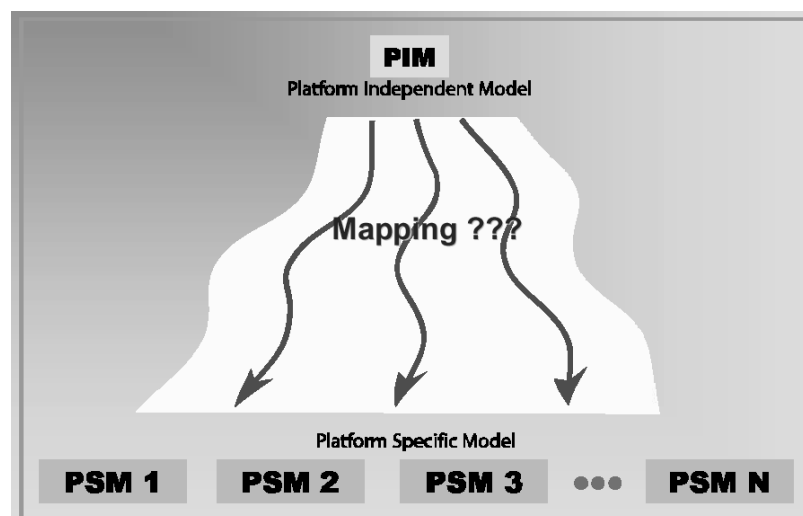 PIM
Platform Independent Model
Mapping ???
Platform Specific Model
PSM 1 PSM 2 PSM 3 ●●● PSM N